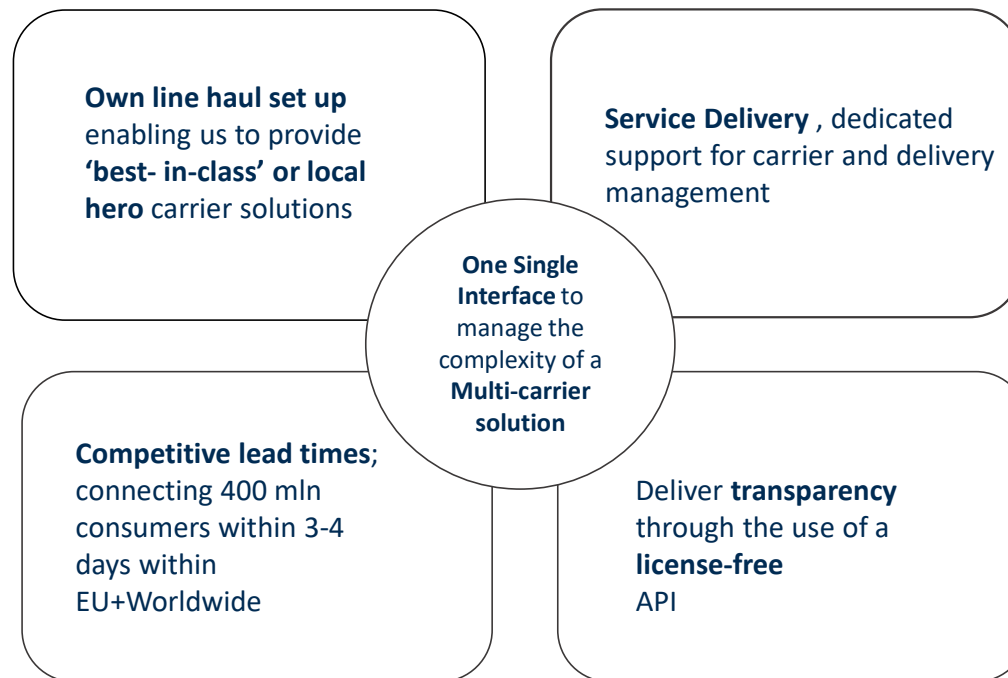 Own line haul set up
enabling us to provide
‘best- in-class’ or local
hero carrier solutions
Service Delivery , dedicated
support for carrier and delivery
management
One Single
Interface to
manage the
complexity of a
Multi-carrier
solution
Competitive lead times;
connecting 400 mln
consumers within 3-4
days within
EU+Worldwide
Deliver transparency
through the use of a
license-free
API